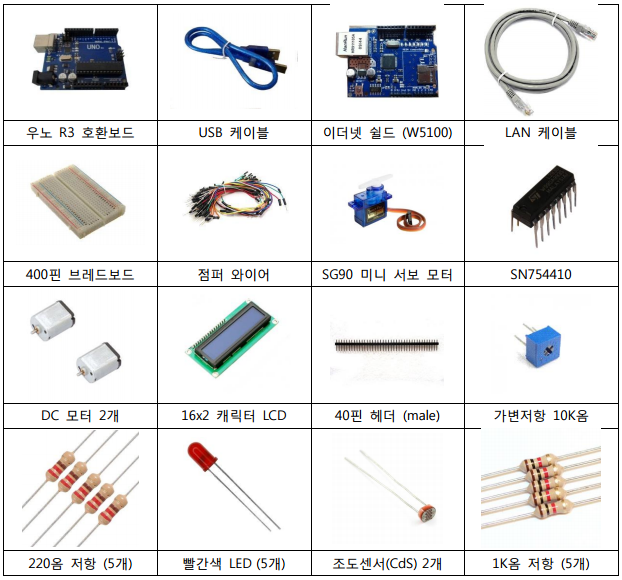 UNO
우노 R3 호환보드
USB 케이블
이더넷 쉴드 (W5100)
LAN 케이블
400핀 브레드보드
점퍼 와이어
SG90 미니 서보 모터
SN754410
DC 모터 2개
16x2 캐릭터 LCD
40핀 헤더 (male)
가변저항 10K옴
220옴 저항 (5개)
빨간색 LED (5개)
조도센서(CdS) 2개
1K옴 저항 (5개)